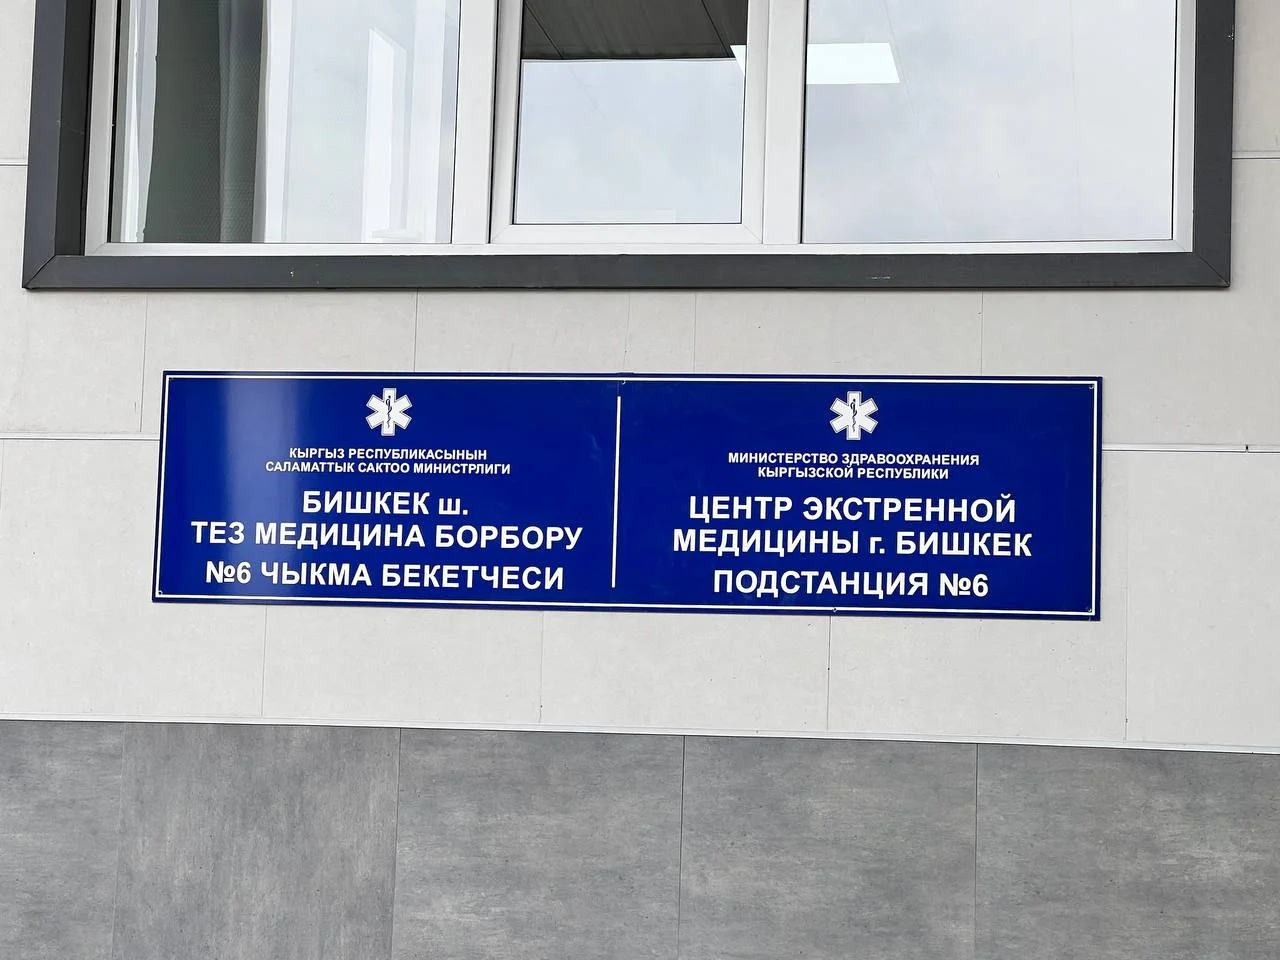 КЫРГЫЗ РЕСПУБЛИКАСЫНЫН
САЛАМАТТЫК САКТОО МИНИСТРЛИГИ
БИШКЕК ш.
ТЕЗ МЕДИЦИНА БОРБОРУ
№6 ЧЫКМА БЕКЕТЧЕСИ
МИНИСТЕРСТВО ЗДРАВООХРАНЕНИЯ
КЫРГЫЗСКОЙ РЕСПУБЛИКИ
ЦЕНТР ЭКСТРЕННОЙ
МЕДИЦИНЫ г. БИШКЕК
ПОДСТАНЦИЯ №6